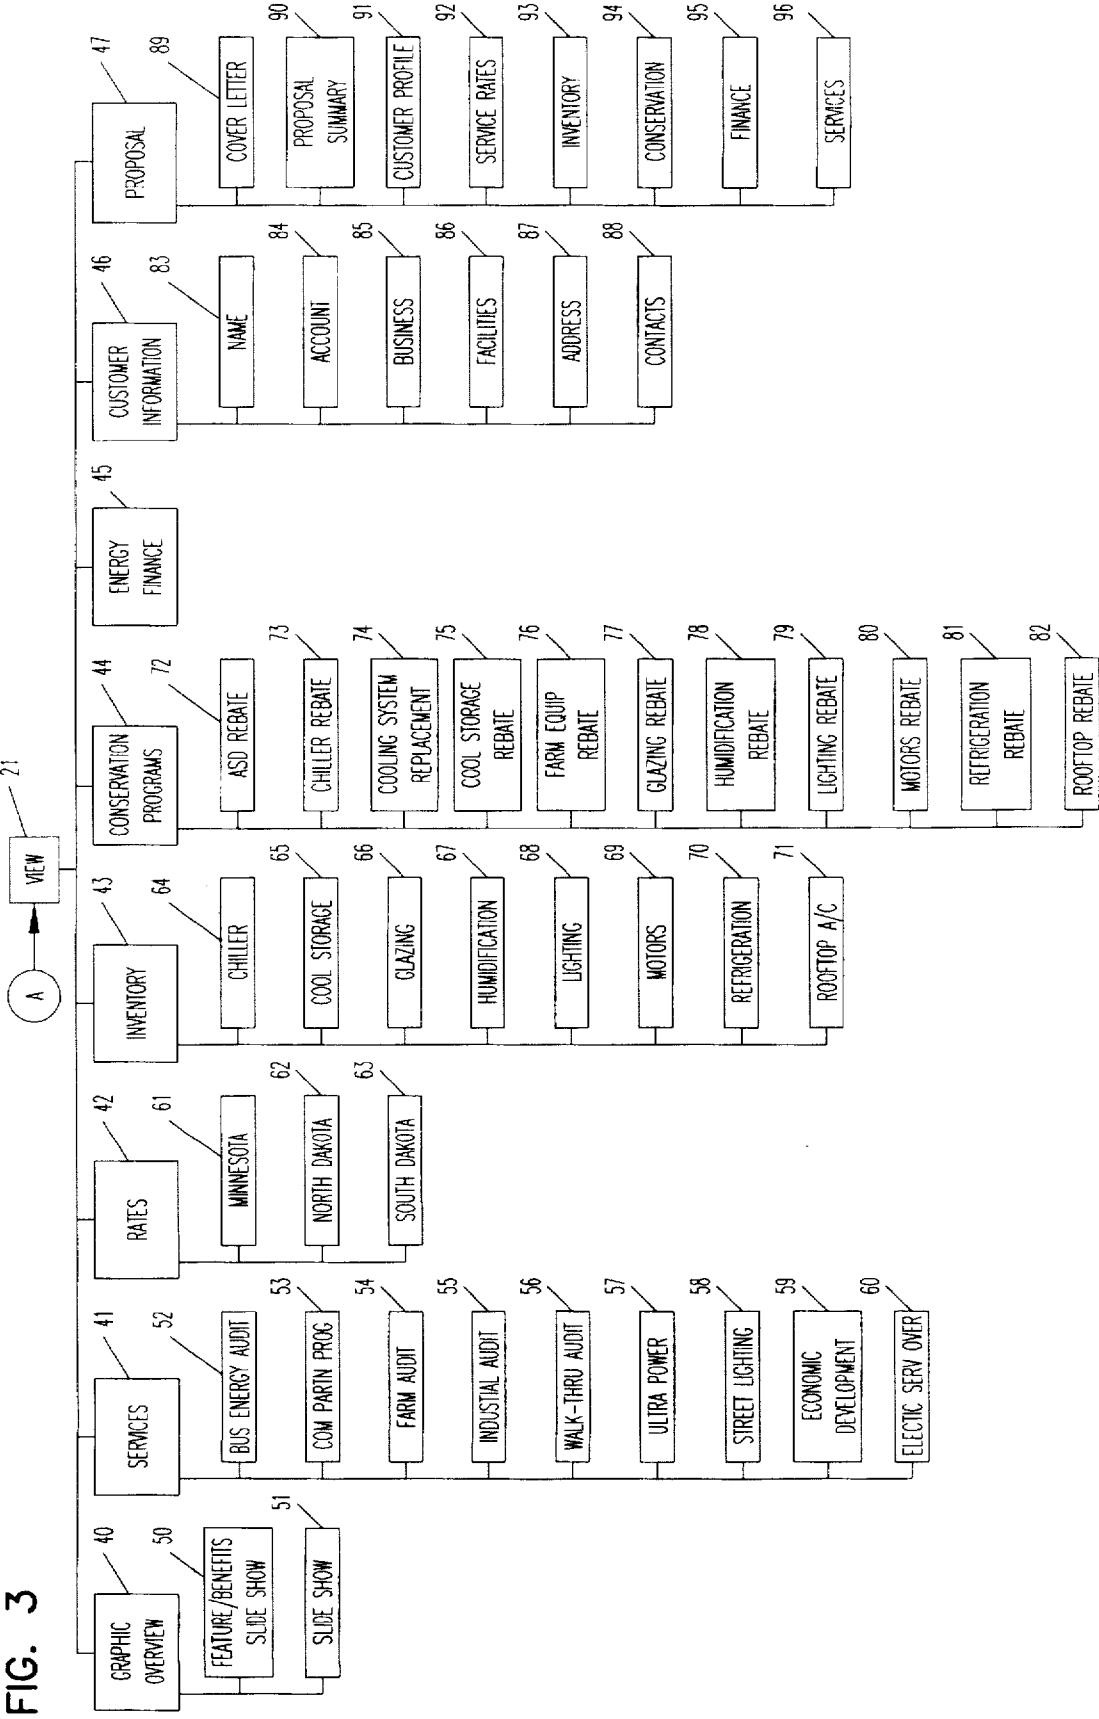 FIG. 3
A
VIEW
21
GRAPHIC
OVERVIEW
40
FEATURE/BENEFITS
SLIDE SHOW
50
SLIDE SHOW
51
SERVICES
41
BUS ENERGY AUDIT
52
COM PARTN PROG
53
FARM AUDIT
54
INDUSTIAL AUDIT
55
WALK-THRU AUDIT
56
ULTRA POWER
57
STREET LIGHTING
58
ECONOMIC
DEVELOPMENT
59
ELECTIC SERV OVER
60
RATES
42
MINNESOTA
61
NORTH DAKOTA
62
SOUTH DAKOTA
63
INVENTORY
43
CHILLER
64
COOL STORAGE
65
GLAZING
66
HUMIDIFICATION
67
LIGHTING
68
MOTORS
69
REFRIGERATION
70
ROOFTOP A/C
71
CONSERVATION
PROGRAMS
44
ASD REBATE
72
CHILLER REBATE
73
COOLING SYSTEM
REPLACEMENT
74
COOL STORAGE
REBATE
75
FARM EQUIP
REBATE
76
GLAZING REBATE
77
HUMIDIFICATION
REBATE
78
LIGHTING REBATE
79
MOTORS REBATE
80
REFRIGERATION
REBATE
81
ROOFTOP REBATE
82
ENERGY
FINANCE
45
CUSTOMER
INFORMATION
46
NAME
83
ACCOUNT
84
BUSINESS
85
FACILITIES
86
ADDRESS
87
CONTACTS
88
PROPOSAL
47
COVER LETTER
89
PROPOSAL
SUMMARY
90
CUSTOMER PROFILE
91
SERVICE RATES
92
INVENTORY
93
CONSERVATION
94
FINANCE
95
SERVICES
96